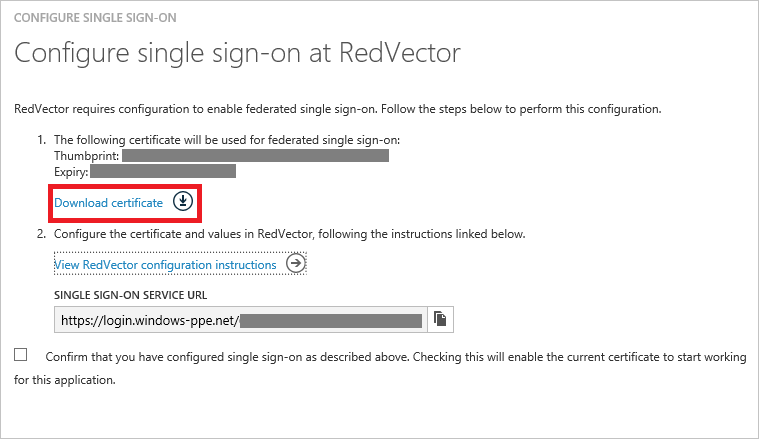 CONFIGURE SINGLE SIGN-ON
Configure single sign-on at RedVector
RedVector requires configuration to enable federated single sign-on. Follow the steps below to perform this configuration.
1. The following certificate will be used for federated single sign-on:
Thumbprint:
Expiry:
Download certificate
2. Configure the certificate and values in RedVector, following the instructions linked below.
View RedVector configuration instructions
SINGLE SIGN-ON SERVICE URL
https://login.windows-ppe.net/
Confirm that you have configured single sign-on as described above. Checking this will enable the current certificate to start working
for this application.